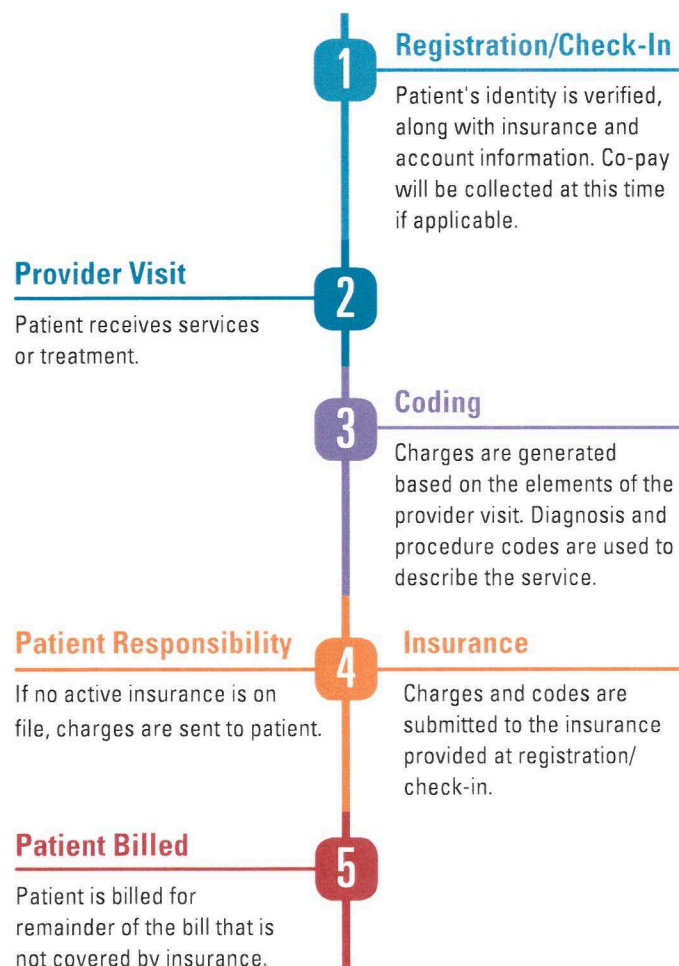 1
Registration/Check-In
Patient's identity is verified,
along with insurance and
account information. Co-pay
will be collected at this time
if applicable.
Provider Visit
2
Patient receives services
or treatment.
3
Coding
Charges are generated
based on the elements of the
provider visit. Diagnosis and
procedure codes are used to
describe the service.
Patient Responsibility
4
If no active insurance is on
file, charges are sent to patient.
Insurance
Charges and codes are
submitted to the insurance
provided at registration/
check-in.
Patient Billed
5
Patient is billed for
remainder of the bill that is
not covered by insurance.